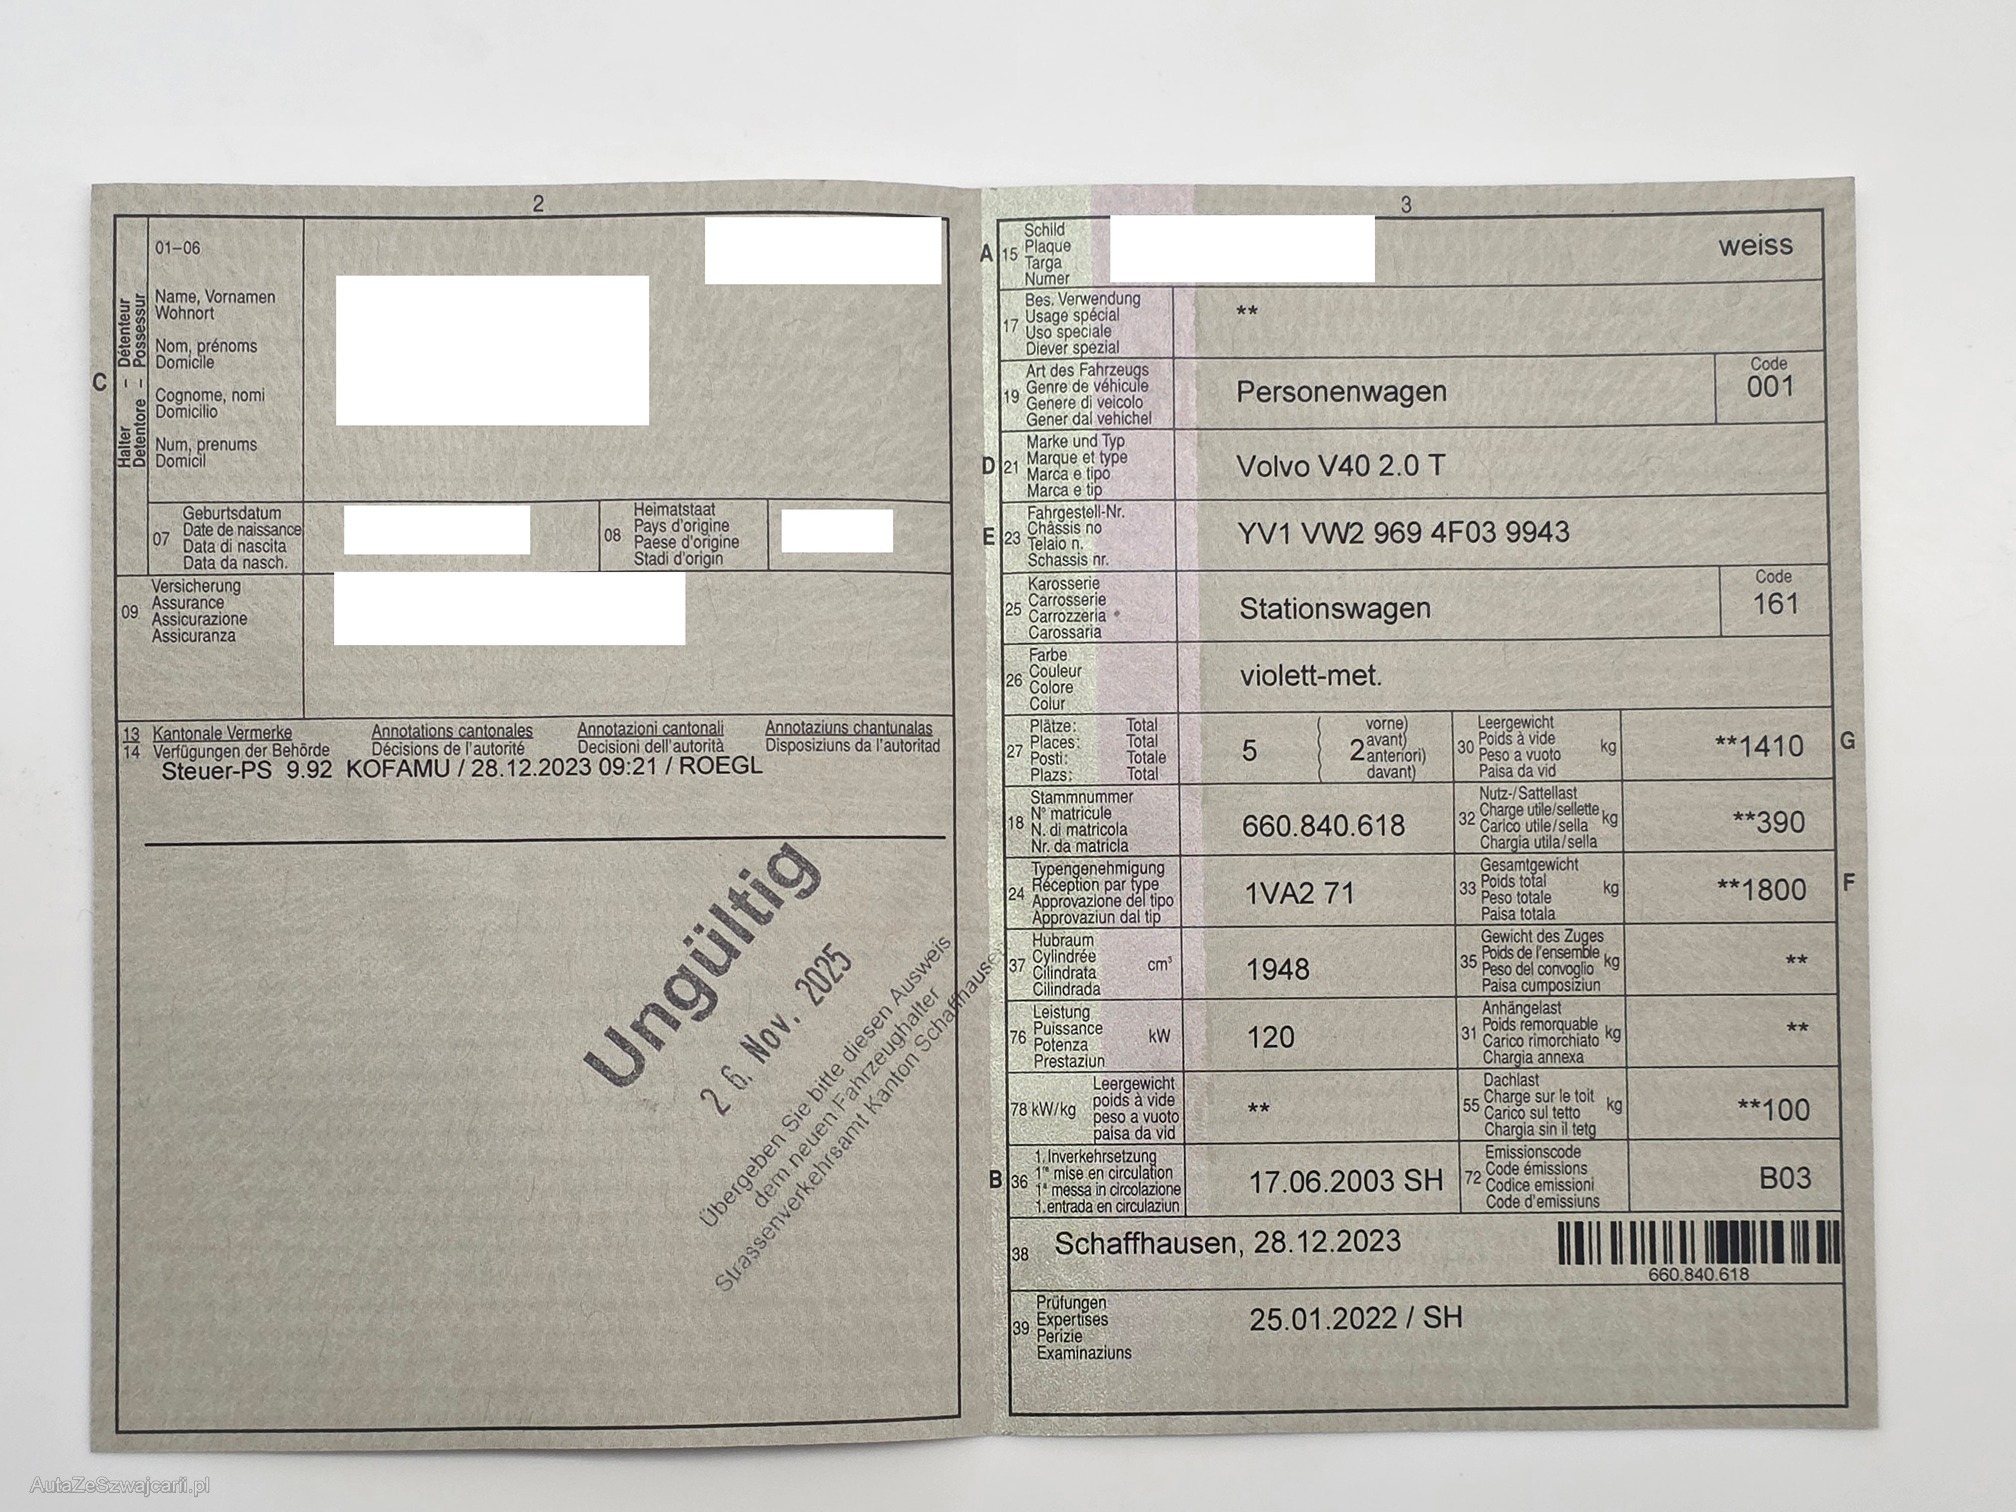 2
01–06
Name, Vornamen
Wohnort
Nom, prénoms
Domicile
Cognome, nomi
Domicilio
Num, prenums
Domicil
C
Halter – Détenteur
Detentore – Possessur
07
Geburtsdatum
Date de naissance
Data di nascita
Data da nasch.
08
Heimatstaat
Pays d'origine
Paese d'origine
Stadi d'origin
09
Versicherung
Assurance
Assicurazione
Assicuranza
13 Kantonale Vermerke Annotations cantonales Annotazioni cantonali Annotaziuns chantunalas
14 Verfügungen der Behörde Décisions de l'autorité Decisioni dell'autorità Disposiziuns da l'autoritad
Steuer-PS 9.92 KOFAMU / 28.12.2023 09:21 / ROEGL
Ungültig
26. Nov. 2025
Übergeben Sie bitte diesen Ausweis
dem neuen Fahrzeughalter
Strassenverkehrsamt Kanton Schaffhausen
3
A 15
Schild
Plaque
Targa
Numer
weiss
17
Bes. Verwendung
Usage spécial
Uso speciale
Diever spezial
**
19
Art des Fahrzeugs
Genre de véhicule
Genere di veicolo
Gener dal vehichel
Personenwagen
Code
001
D 21
Marke und Typ
Marque et type
Marca e tipo
Marca e tip
Volvo V40 2.0 T
E 23
Fahrgestell-Nr.
Châssis no
Telaio n.
Schassis nr.
YV1 VW2 969 4F03 9943
25
Karosserie
Carrosserie
Carrozzeria
Carossaria
Stationswagen
Code
161
26
Farbe
Couleur
Colore
Colur
violett-met.
27
Plätze: Total
Places: Total
Posti: Totale
Plazs: Total
5
2
vorne)
avant)
anteriori)
davant)
30
Leergewicht
Poids à vide
Peso a vuoto
Paisa da vid
kg
**1410
G
18
Stammnummer
N° matricule
N. di matricola
Nr. da matricla
660.840.618
32
Nutz-/Sattellast
Charge utile/sellette
Carico utile/sella
Chargia utila/sella
kg
**390
24
Typengenehmigung
Réception par type
Approvazione del tipo
Approvaziun dal tip
1VA2 71
33
Gesamtgewicht
Poids total
Peso totale
Paisa totala
kg
**1800
F
37
Hubraum
Cylindrée
Cilindrata
Cilindrada
cm³
1948
35
Gewicht des Zuges
Poids de l'ensemble
Peso del convoglio
Paisa cumposiziun
kg
**
76
Leistung
Puissance
Potenza
Prestaziun
kW
120
31
Anhängelast
Poids remorquable
Carico rimorchiato
Chargia annexa
kg
**
78 kW/kg
Leergewicht
poids à vide
peso a vuoto
paisa da vid
**
55
Dachlast
Charge sur le toit
Carico sul tetto
Chargia sin il tetg
kg
**100
B 36
1. Inverkehrsetzung
1re mise en circulation
1a messa in circolazione
1. entrada en circulaziun
17.06.2003 SH
72
Emissionscode
Code émissions
Codice emissioni
Code d'emissiuns
B03
38
Schaffhausen, 28.12.2023
660.840.618
39
Prüfungen
Expertises
Perizie
Examinaziuns
25.01.2022 / SH
AutaZeSzwajcarii.pl